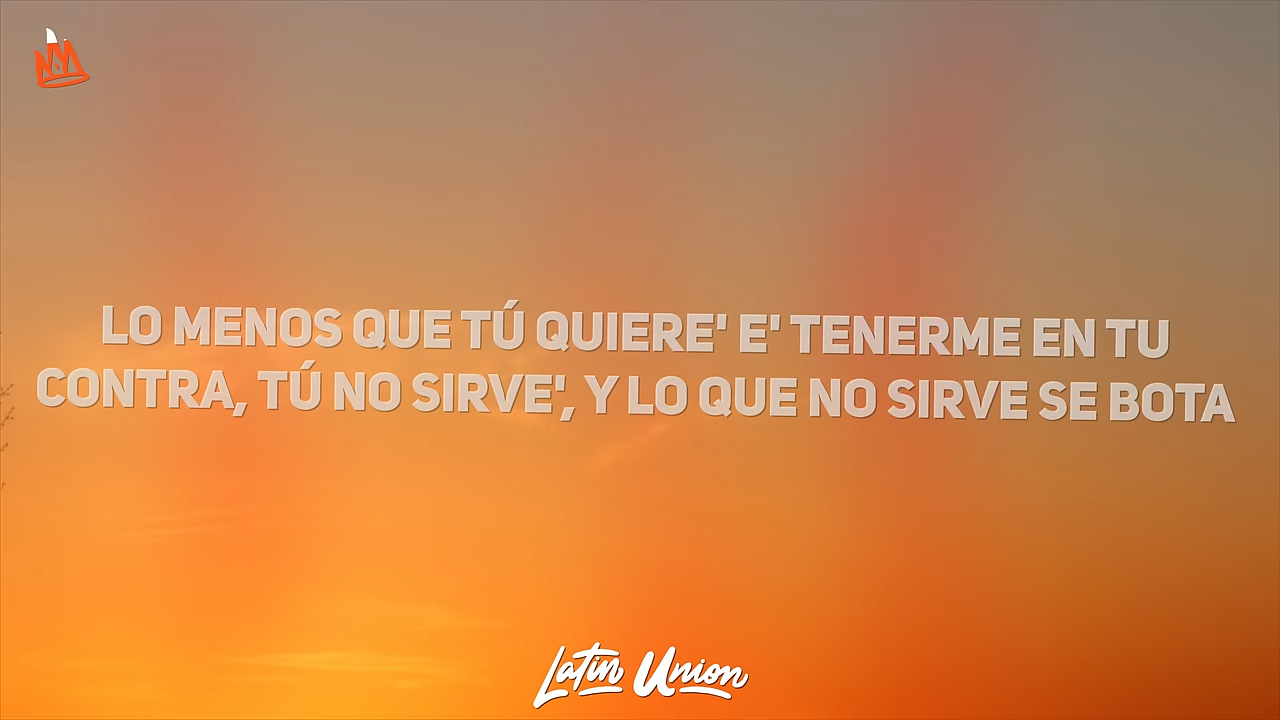 LO MENOS QUE TÚ QUIERE' E' TENERME EN TU
CONTRA, TÚ NO SIRVE', Y LO QUE NO SIRVE SE BOTA
Latin Union